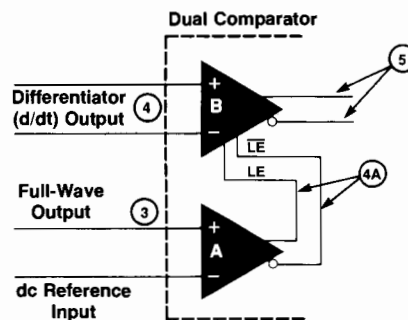 Dual Comparator
+
B
−
5
Differentiator
(d/dt) Output
4
LE
LE
4A
Full-Wave
Output
3
+
A
−
dc Reference
Input